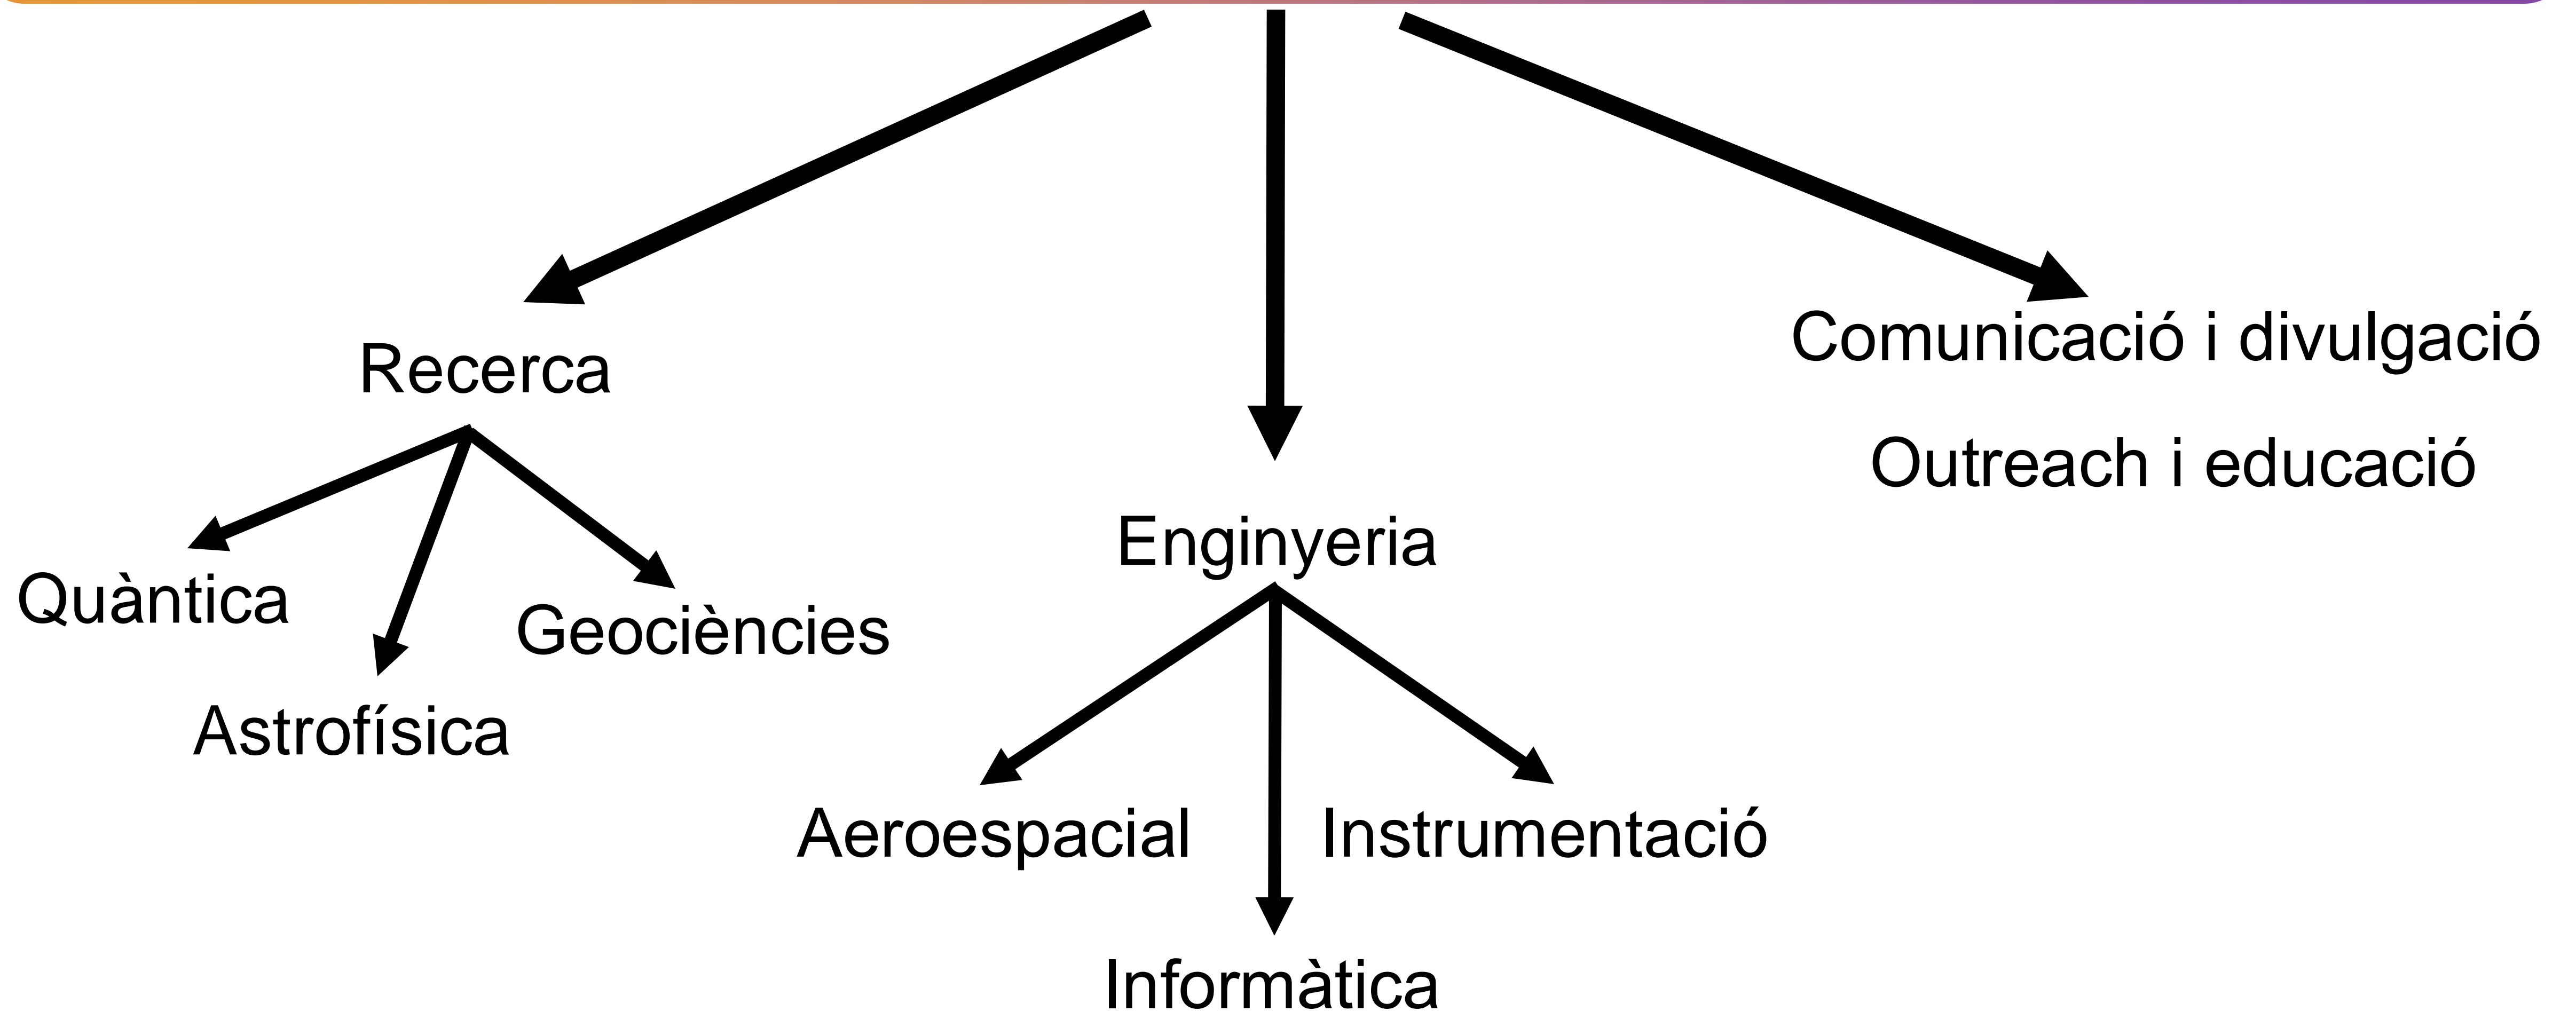 Recerca
Quàntica
Astrofísica
Geociències
Enginyeria
Aeroespacial
Informàtica
Instrumentació
Comunicació i divulgació
Outreach i educació